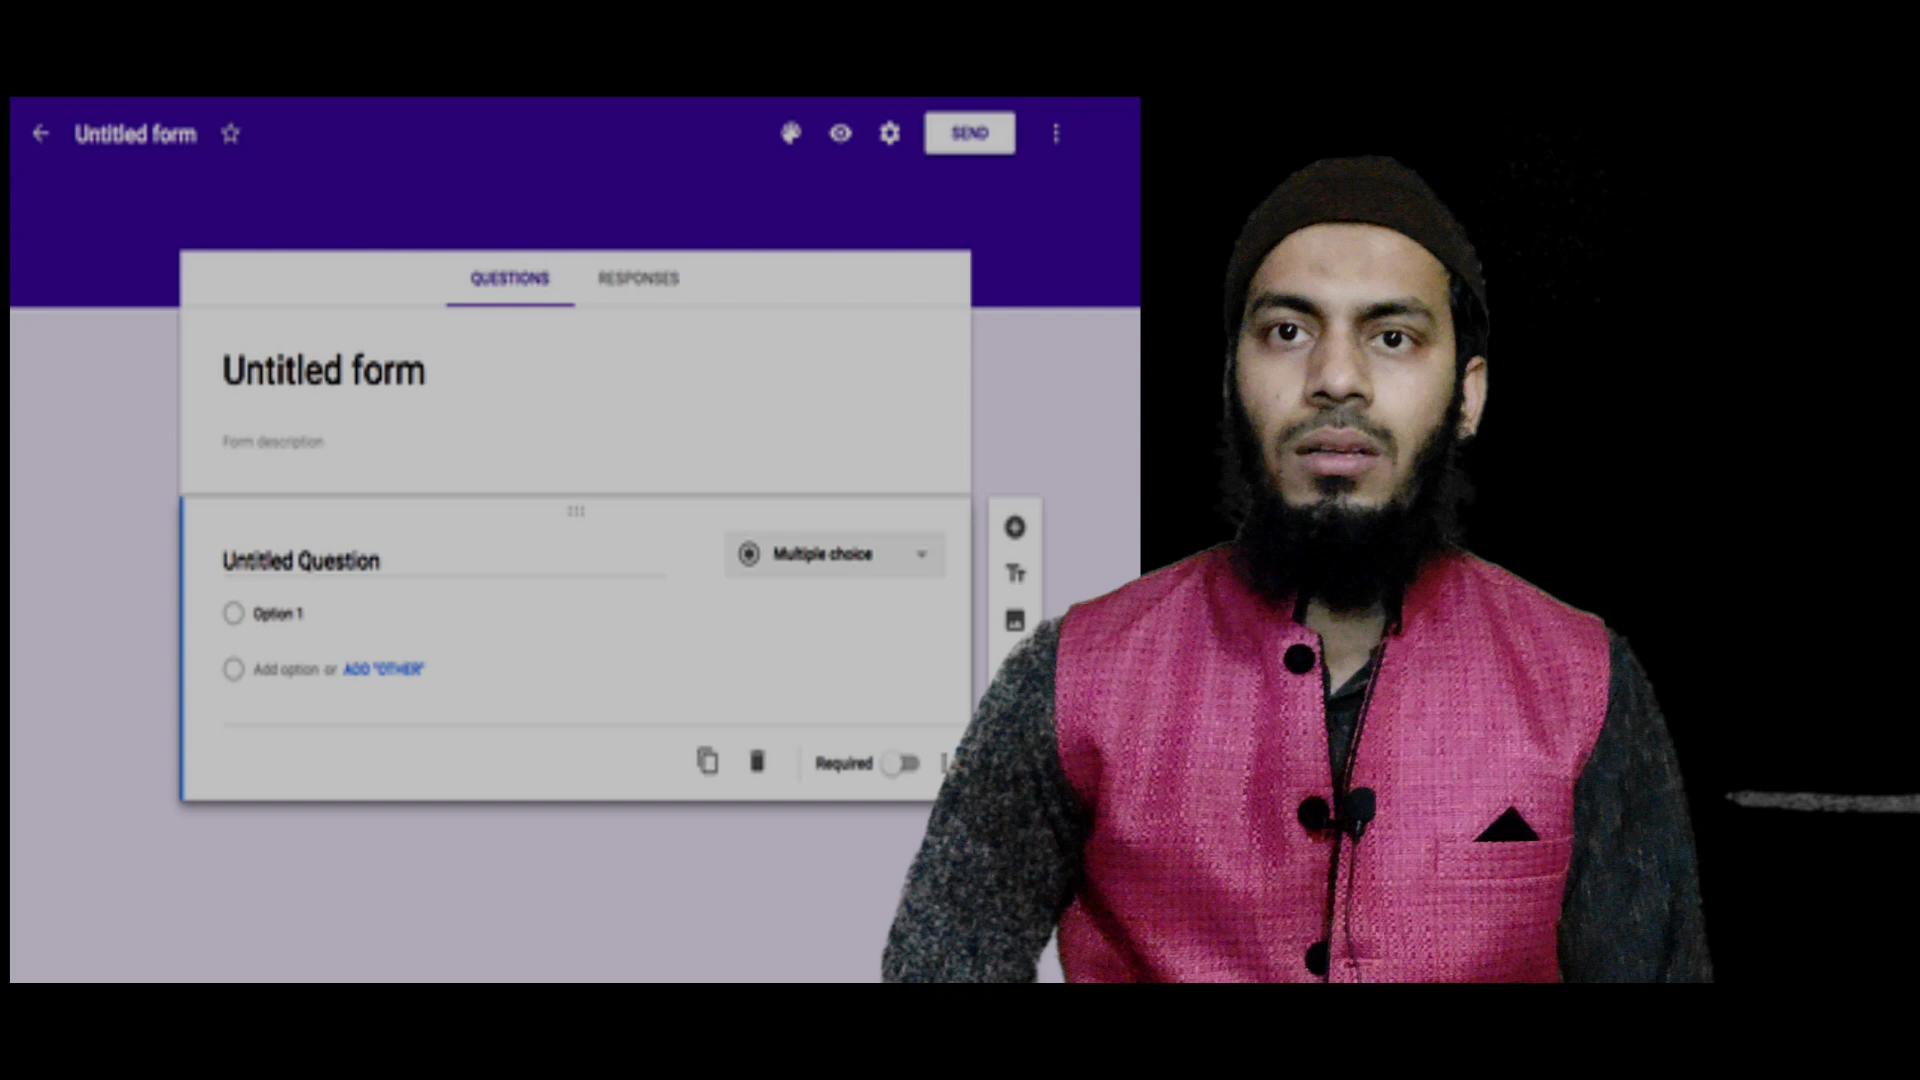 Untitled form
SEND
QUESTIONS RESPONSES
Untitled form
Form description
Untitled Question
Multiple choice
Tт
Option 1
Add option or ADD "OTHER"
Required